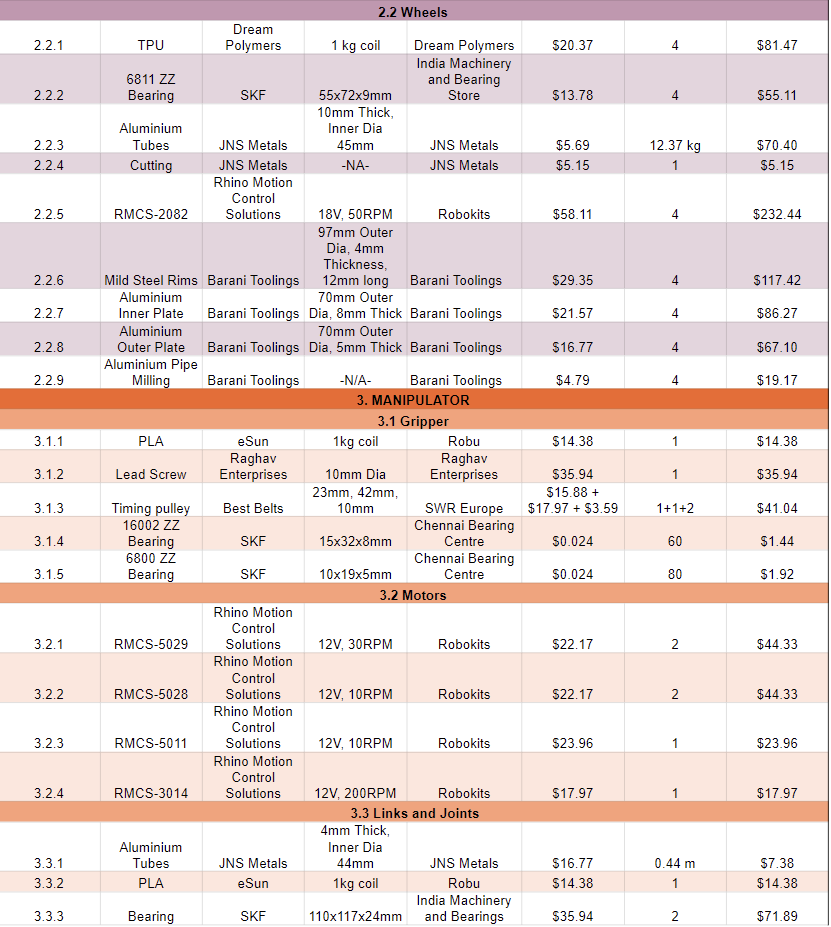 2.2 Wheels
2.2.1 TPU Dream Polymers 1 kg coil Dream Polymers $20.37 4 $81.47
2.2.2 6811 ZZ Bearing SKF 55x72x9mm India Machinery and Bearing Store $13.78 4 $55.11
2.2.3 Aluminium Tubes JNS Metals 10mm Thick, Inner Dia 45mm JNS Metals $5.69 12.37 kg $70.40
2.2.4 Cutting JNS Metals -NA- JNS Metals $5.15 1 $5.15
2.2.5 RMCS-2082 Rhino Motion Control Solutions 18V, 50RPM Robokits $58.11 4 $232.44
2.2.6 Mild Steel Rims Barani Toolings 97mm Outer Dia, 4mm Thickness, 12mm long Barani Toolings $29.35 4 $117.42
2.2.7 Aluminium Inner Plate Barani Toolings 70mm Outer Dia, 8mm Thick Barani Toolings $21.57 4 $86.27
2.2.8 Aluminium Outer Plate Barani Toolings 70mm Outer Dia, 5mm Thick Barani Toolings $16.77 4 $67.10
2.2.9 Aluminium Pipe Milling Barani Toolings -N/A- Barani Toolings $4.79 4 $19.17
3. MANIPULATOR
3.1 Gripper
3.1.1 PLA eSun 1kg coil Robu $14.38 1 $14.38
3.1.2 Lead Screw Raghav Enterprises 10mm Dia Raghav Enterprises $35.94 1 $35.94
3.1.3 Timing pulley Best Belts 23mm, 42mm, 10mm SWR Europe $15.88 + $17.97 + $3.59 1+1+2 $41.04
3.1.4 16002 ZZ Bearing SKF 15x32x8mm Chennai Bearing Centre $0.024 60 $1.44
3.1.5 6800 ZZ Bearing SKF 10x19x5mm Chennai Bearing Centre $0.024 80 $1.92
3.2 Motors
3.2.1 RMCS-5029 Rhino Motion Control Solutions 12V, 30RPM Robokits $22.17 2 $44.33
3.2.2 RMCS-5028 Rhino Motion Control Solutions 12V, 10RPM Robokits $22.17 2 $44.33
3.2.3 RMCS-5011 Rhino Motion Control Solutions 12V, 10RPM Robokits $23.96 1 $23.96
3.2.4 RMCS-3014 Rhino Motion Control Solutions 12V, 200RPM Robokits $17.97 1 $17.97
3.3 Links and Joints
3.3.1 Aluminium Tubes JNS Metals 4mm Thick, Inner Dia 44mm JNS Metals $16.77 0.44 m $7.38
3.3.2 PLA eSun 1kg coil Robu $14.38 1 $14.38
3.3.3 Bearing SKF 110x117x24mm India Machinery and Bearings $35.94 2 $71.89